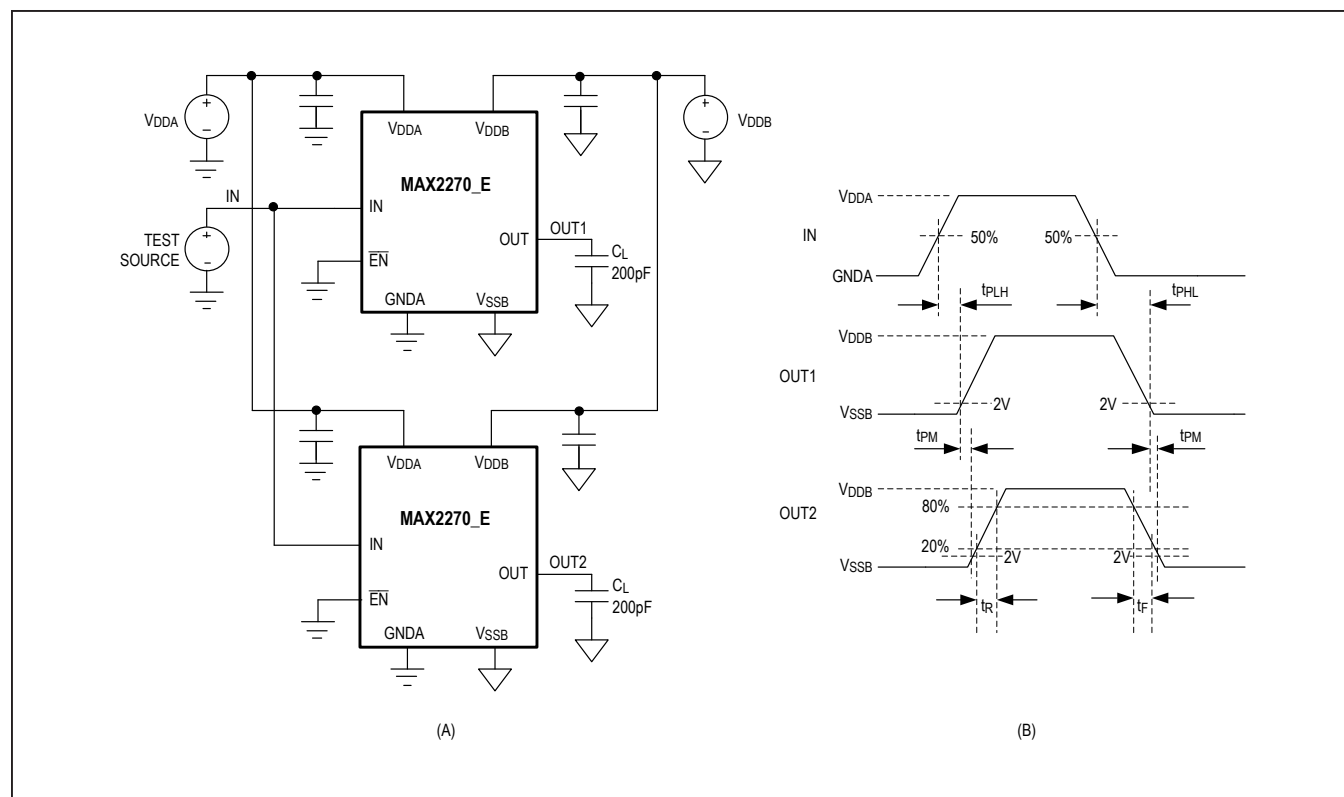 VDDA
+
−
VDDB
+
−
VDDA
VDDB
MAX2270_E
IN
TEST
SOURCE
+
−
IN
EN
OUT
OUT1
CL
200pF
GNDA
VSSB
VDDA
VDDB
MAX2270_E
IN
EN
OUT
OUT2
CL
200pF
GNDA
VSSB
(A)
IN
VDDA
GNDA
50%
50%
tPLH
tPHL
OUT1
VDDB
VSSB
2V
2V
tPM
tPM
OUT2
VDDB
80%
20%
VSSB
2V
2V
tR
tF
(B)